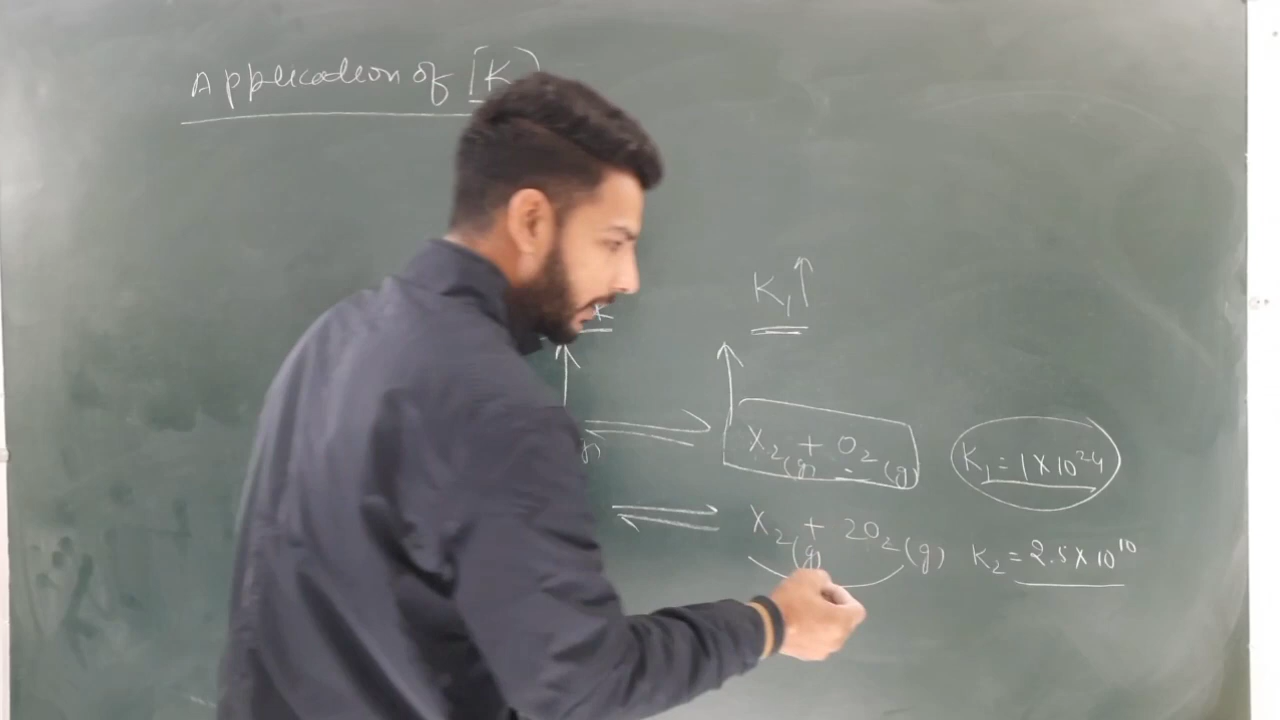 Application of [K]
K₁↑
K
⇌ X₂(g) + O₂(g) K₁ = 1 × 10²⁴
⇌ X₂(g) + 2O₂(g) K₂ = 2.5 × 10¹⁰